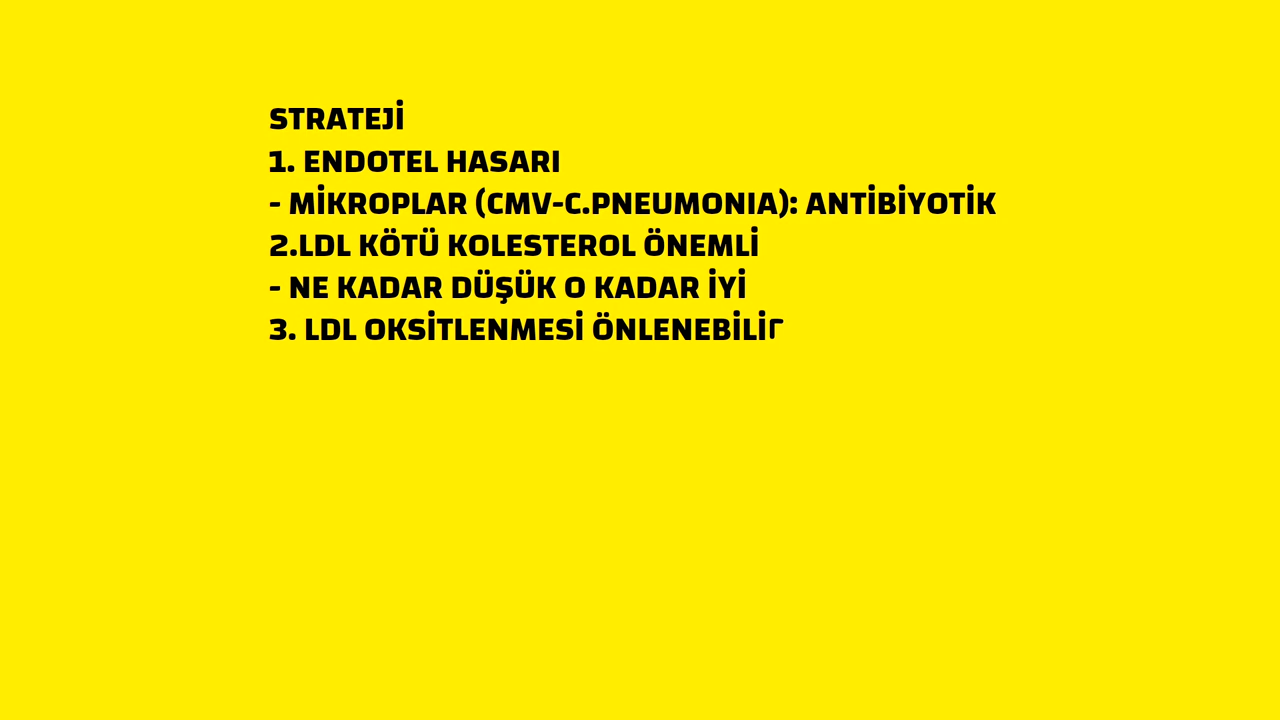 STRATEJİ
1. ENDOTEL HASARI
- MİKROPLAR (CMV-C.PNEUMONIA): ANTİBİYOTİK
2.LDL KÖTÜ KOLESTEROL ÖNEMLİ
- NE KADAR DÜŞÜK O KADAR İYİ
3. LDL OKSİTLENMESİ ÖNLENEBİLİR